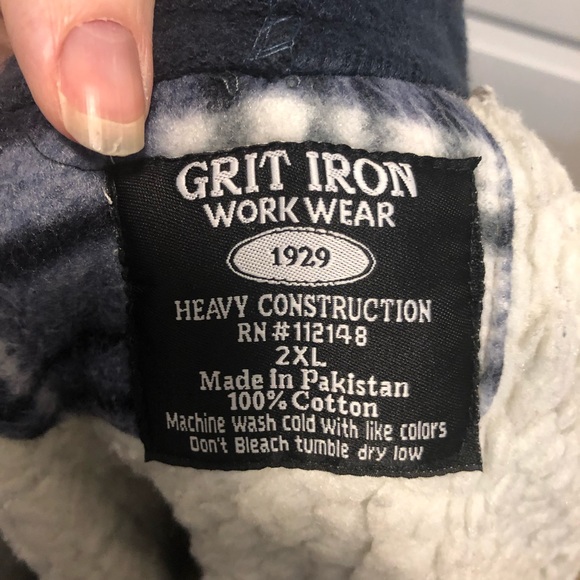 GRIT IRON
WORK WEAR
1929
HEAVY CONSTRUCTION
RN#112148
2XL
Made in Pakistan
100% Cotton
Machine wash cold with like colors
Don't Bleach tumble dry low